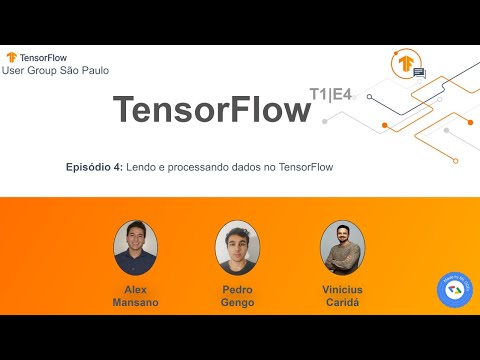 TensorFlow
User Group São Paulo
TensorFlow T1|E4
Episódio 4: Lendo e processando dados no TensorFlow
Alex
Mansano
Pedro
Gengo
Vinicius
Caridá